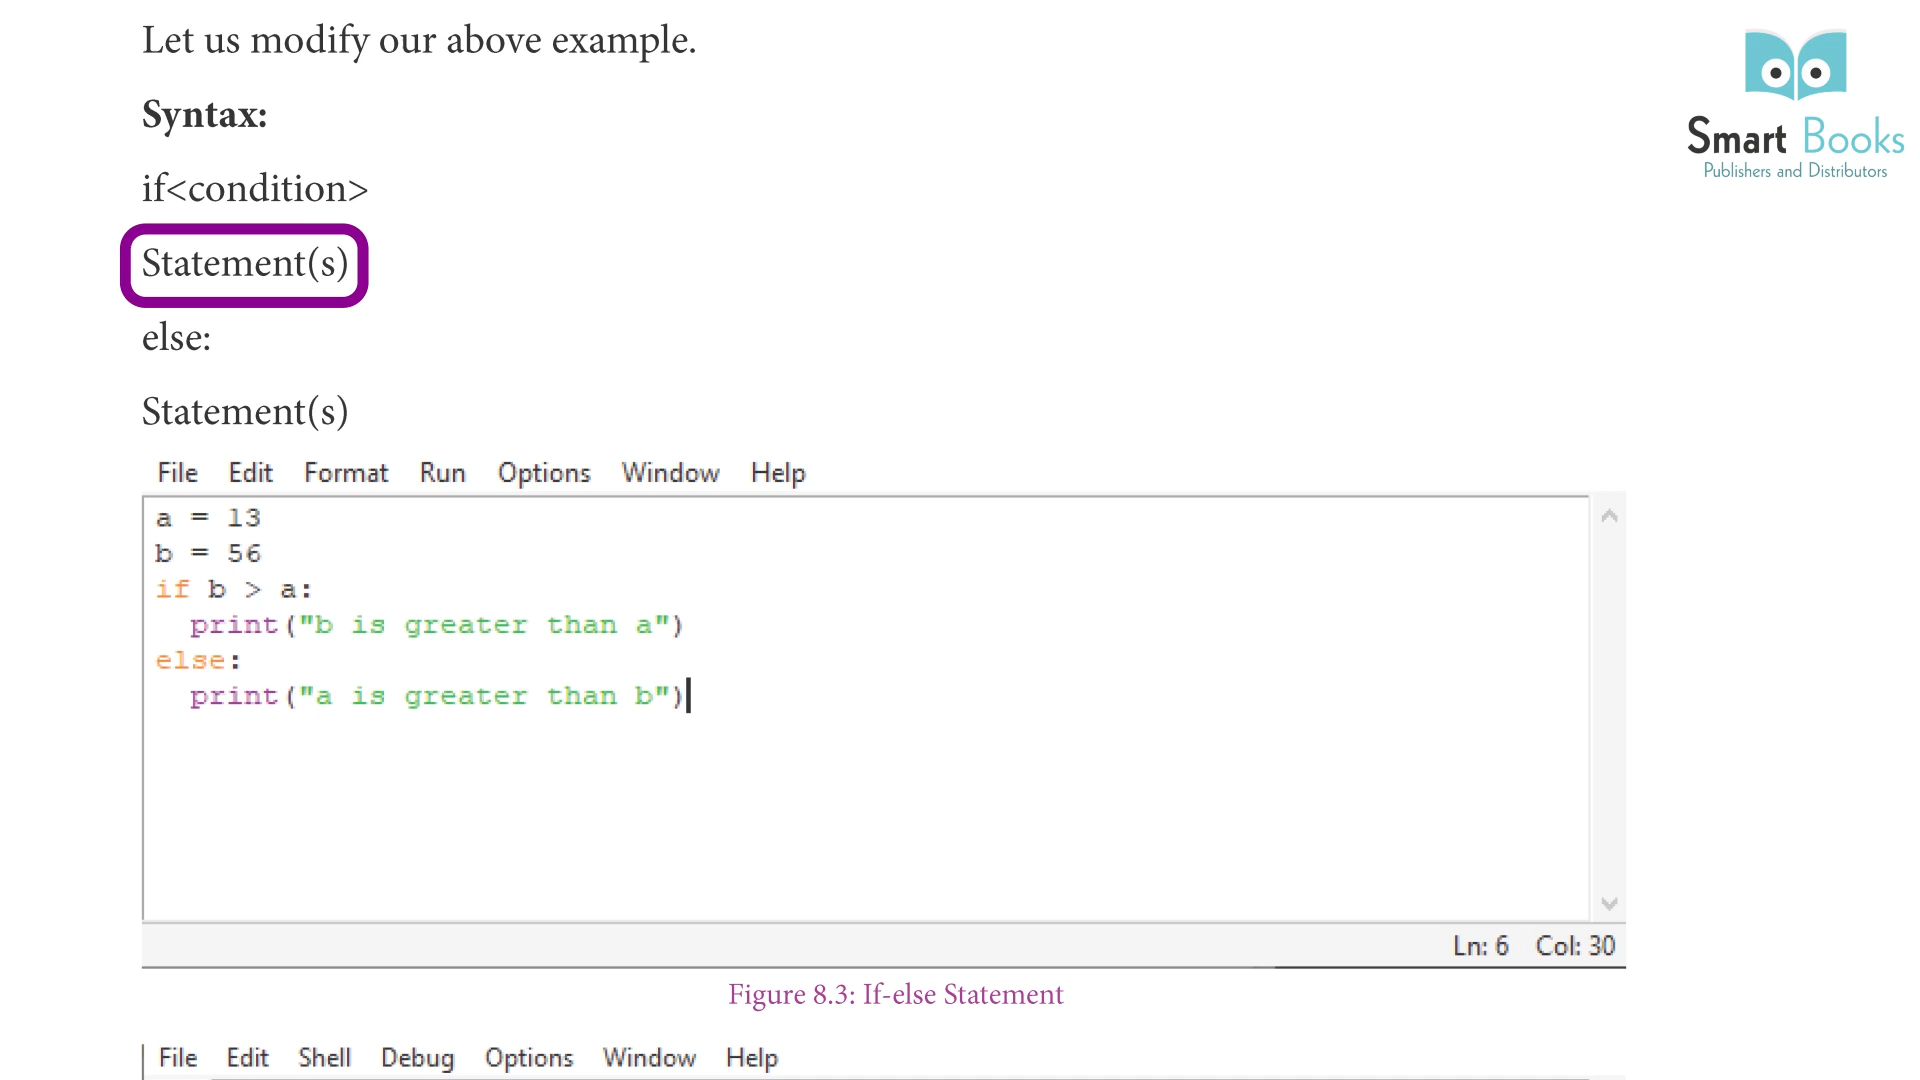 Let us modify our above example.
Smart Books
Publishers and Distributors
Syntax:
if<condition>
Statement(s)
else:
Statement(s)
File Edit Format Run Options Window Help
a = 13
b = 56
if b > a:
  print("b is greater than a")
else:
  print("a is greater than b")
Ln: 6 Col: 30
Figure 8.3: If-else Statement
File Edit Shell Debug Options Window Help